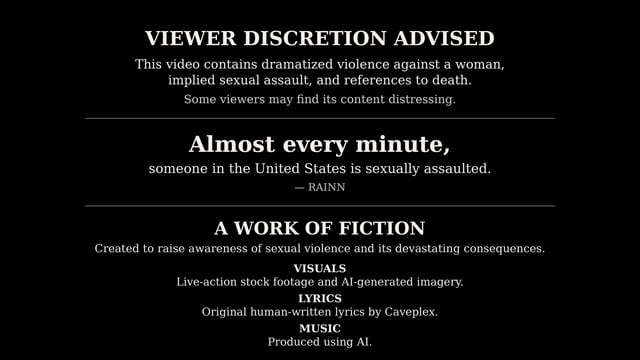 VIEWER DISCRETION ADVISED
This video contains dramatized violence against a woman,
implied sexual assault, and references to death.
Some viewers may find its content distressing.
Almost every minute,
someone in the United States is sexually assaulted.
— RAINN
A WORK OF FICTION
Created to raise awareness of sexual violence and its devastating consequences.
VISUALS
Live-action stock footage and AI-generated imagery.
LYRICS
Original human-written lyrics by Caveplex.
MUSIC
Produced using AI.